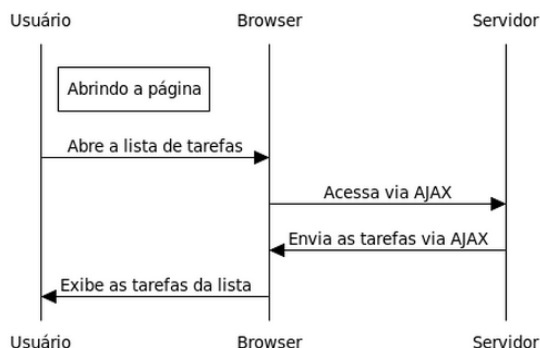 Usuário Browser Servidor
Abrindo a página
Abre a lista de tarefas
Acessa via AJAX
Envia as tarefas via AJAX
Exibe as tarefas da lista
Usuário Browser Servidor